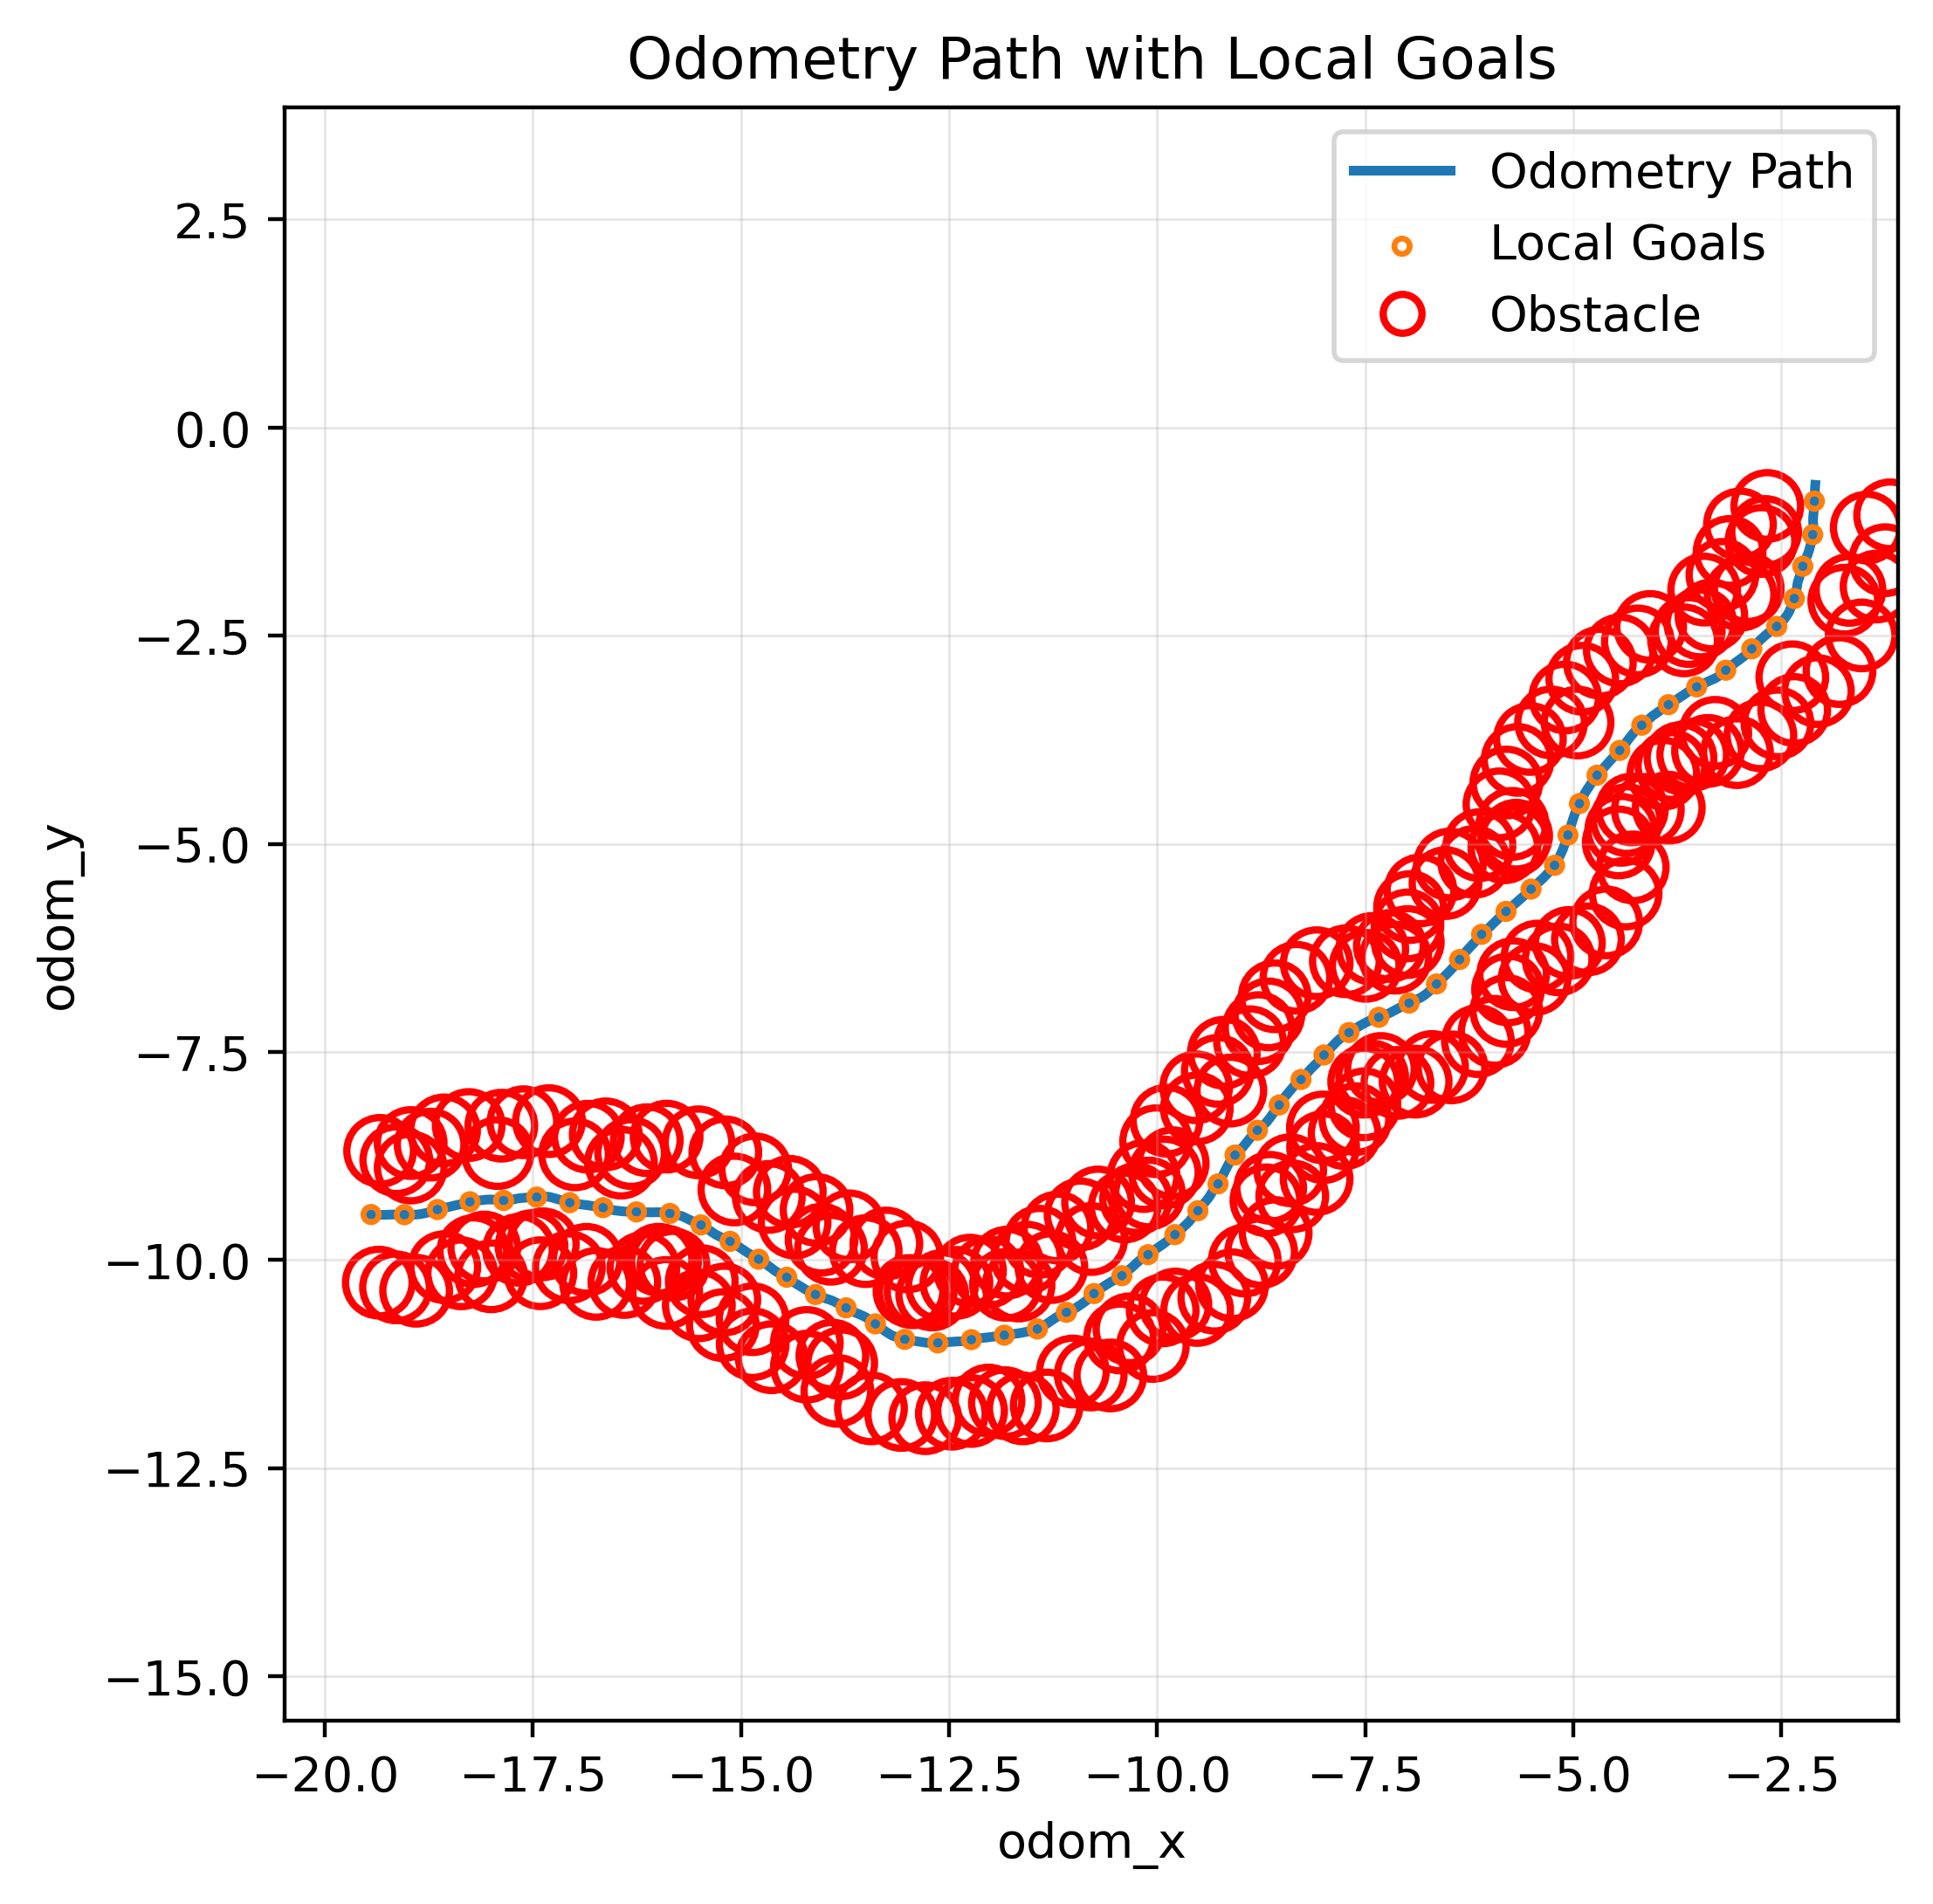 Odometry Path with Local Goals
Odometry Path
Local Goals
Obstacle
2.5
0.0
−2.5
−5.0
−7.5
−10.0
−12.5
−15.0
odom_y
−20.0 −17.5 −15.0 −12.5 −10.0 −7.5 −5.0 −2.5
odom_x